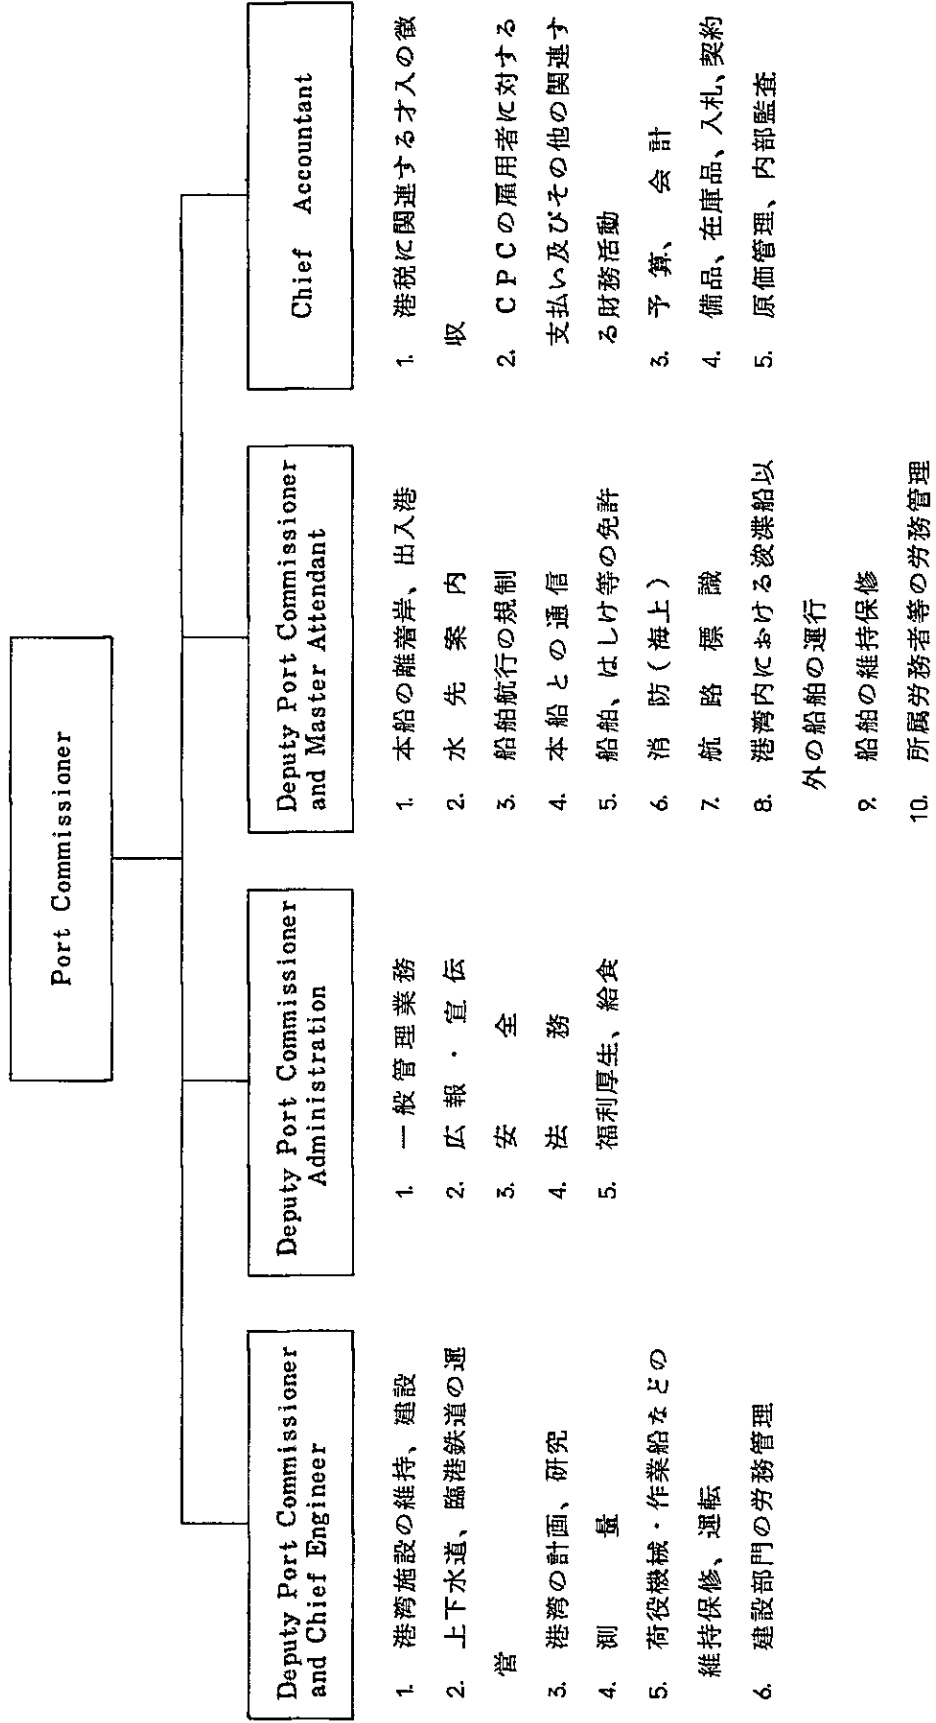 Port Commissioner
Deputy Port Commissioner
and Chief Engineer
1. 港湾施設の維持、建設
2. 上下水道、臨港鉄道の運
営
3. 港湾の計画、研究
4. 測量
5. 荷役機械・作業船などの
維持保修、運転
6. 建設部門の労務管理
Deputy Port Commissioner
Administration
1. 一般管理業務
2. 広報・宣伝
3. 安全
4. 法務
5. 福利厚生、給食
Deputy Port Commissioner
and Master Attendant
1. 本船の離着岸、出入港
2. 水先案内
3. 船舶航行の規制
4. 本船との通信
5. 船舶、はしけ等の免許
6. 消防(海上)
7. 航路標識
8. 港湾内における浚渫船以
外の船舶の運行
9. 船舶の維持保修
10. 所属労務者等の労務管理
Chief Accountant
1. 港税に関連する才入の徴
収
2. CPCの雇用者に対する
支払い及びその他の関連す
る財務活動
3. 予算、会計
4. 備品、在庫品、入札、契約
5. 原価管理、内部監査